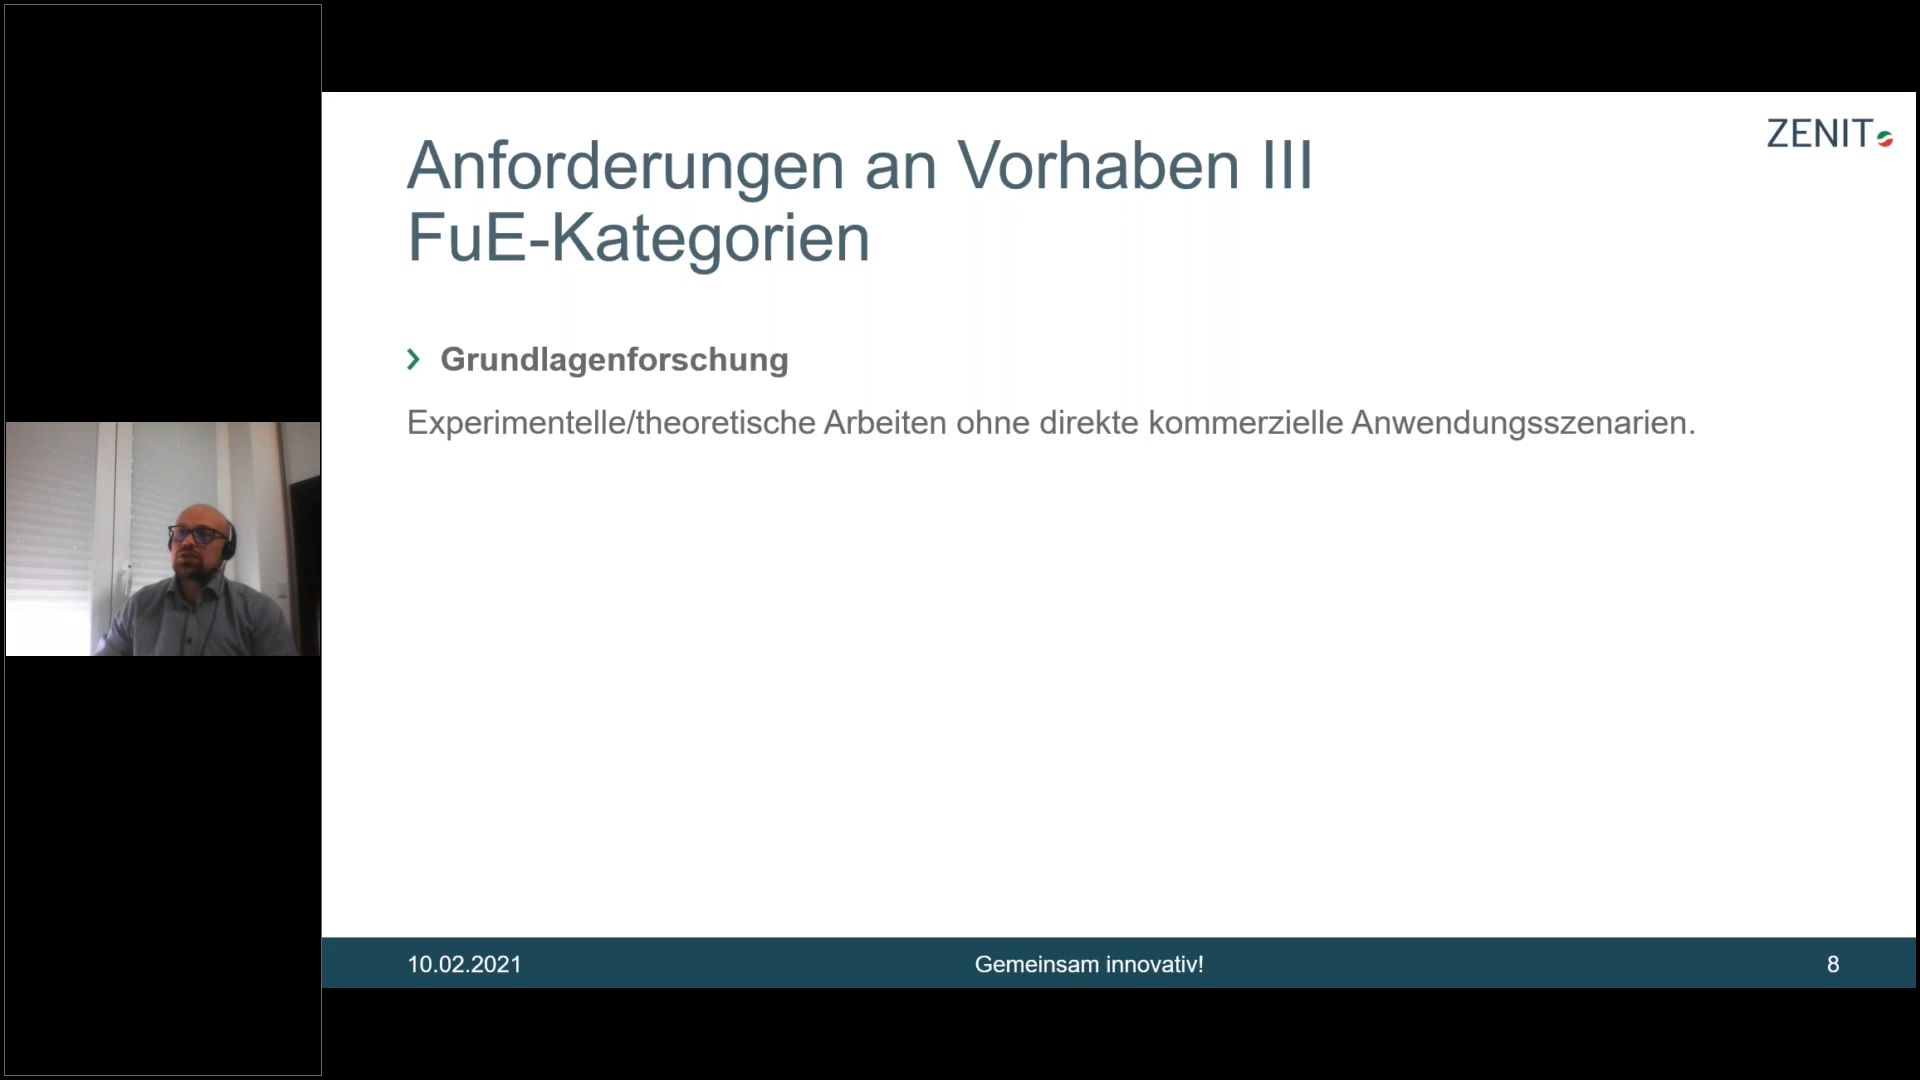 ZENIT
Anforderungen an Vorhaben III
FuE-Kategorien
Grundlagenforschung
Experimentelle/theoretische Arbeiten ohne direkte kommerzielle Anwendungsszenarien.
10.02.2021 Gemeinsam innovativ! 8